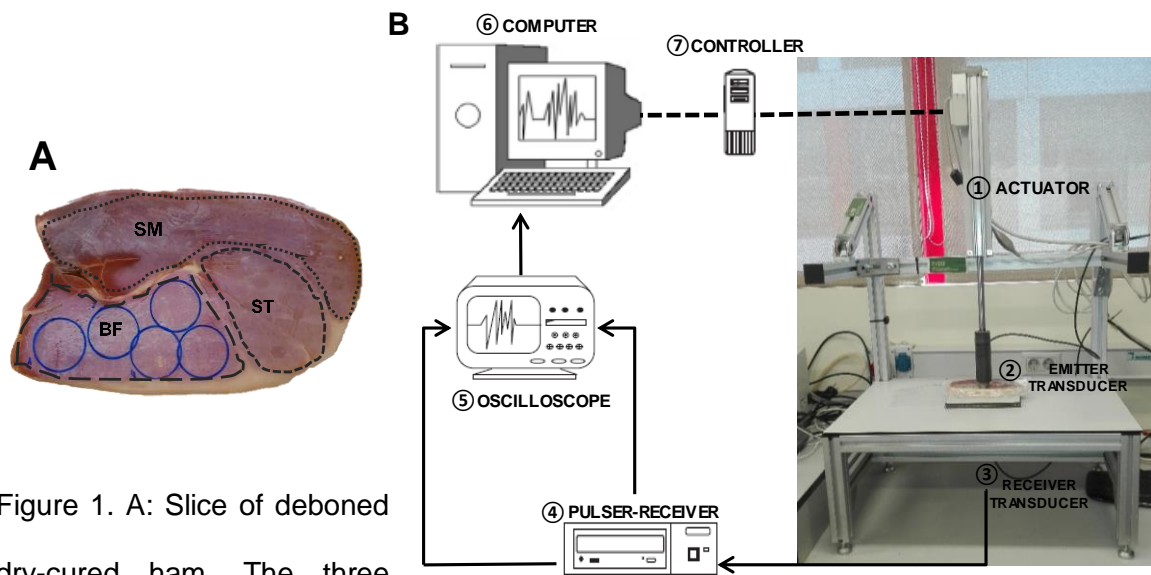 A
SM
BF
ST
Figure 1. A: Slice of deboned
dry-cured ham. The three
B
⑥ COMPUTER
⑦ CONTROLLER
① ACTUATOR
② EMITTER
TRANSDUCER
⑤ OSCILLOSCOPE
③ RECEIVER
TRANSDUCER
④ PULSER-RECEIVER